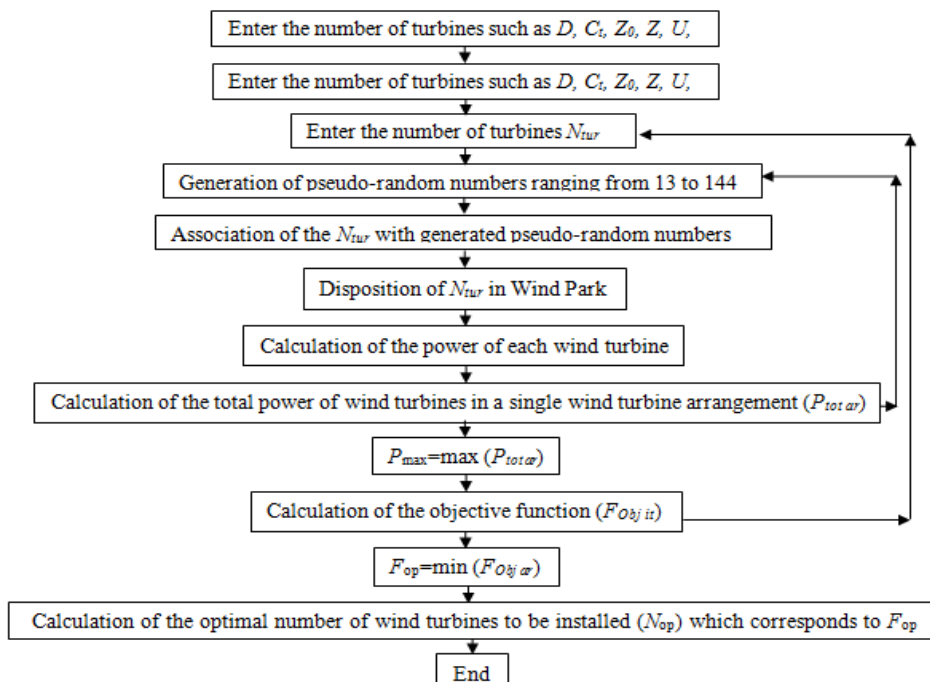 Enter the number of turbines such as D, Ct, Z0, Z, U,
Enter the number of turbines such as D, Ct, Z0, Z, U,
Enter the number of turbines Ntur
Generation of pseudo-random numbers ranging from 13 to 144
Association of the Ntur with generated pseudo-random numbers
Disposition of Ntur in Wind Park
Calculation of the power of each wind turbine
Calculation of the total power of wind turbines in a single wind turbine arrangement (Ptot ar)
Pmax=max (Ptot ar)
Calculation of the objective function (FObj it)
Fop=min (FObj ar)
Calculation of the optimal number of wind turbines to be installed (Nop) which corresponds to Fop
End